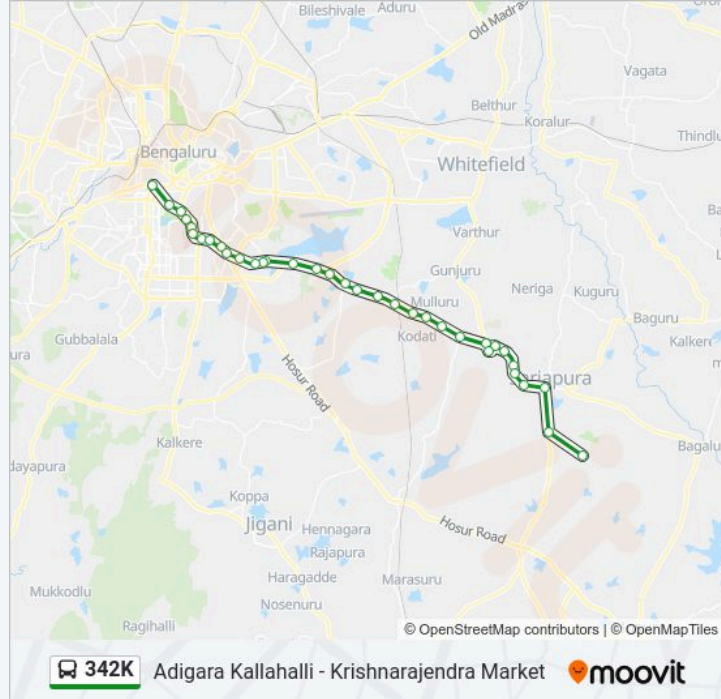 Bileshivale
Aduru
Old Madras
Vagata
Belthur
Koralur
Thindlu
Bengaluru
Whitefield
Varthur
Gunjuru
Neriga
Kuguru
Mulluru
Baguru
Kodati
Kalkere
Gubbalala
Hosur Road
Kalkere
Bagalu
dayapura
Koppa
Jigani
Hennagara
Hosur Road
Rajapura
Haragadde
Marasuru
Mukkodlu
Nosenuru
Ragihalli
© OpenStreetMap contributors | © OpenMapTiles
342K Adigara Kallahalli - Krishnarajendra Market moovit